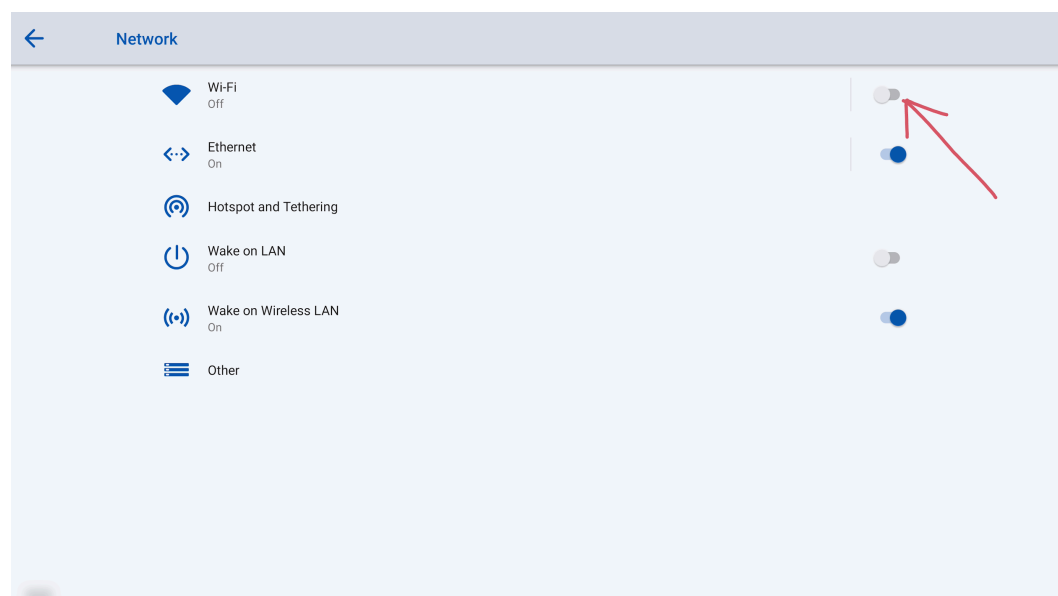 Network
Wi-Fi
Off
Ethernet
On
Hotspot and Tethering
Wake on LAN
Off
Wake on Wireless LAN
On
Other